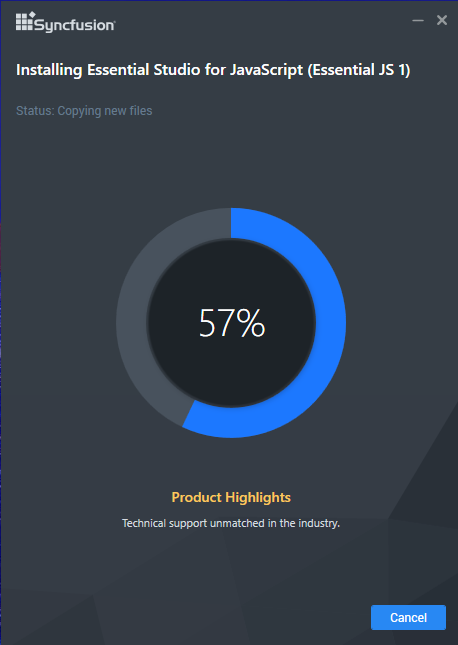 Syncfusion®
Installing Essential Studio for JavaScript (Essential JS 1)
Status: Copying new files
57%
Product Highlights
Technical support unmatched in the industry.
Cancel